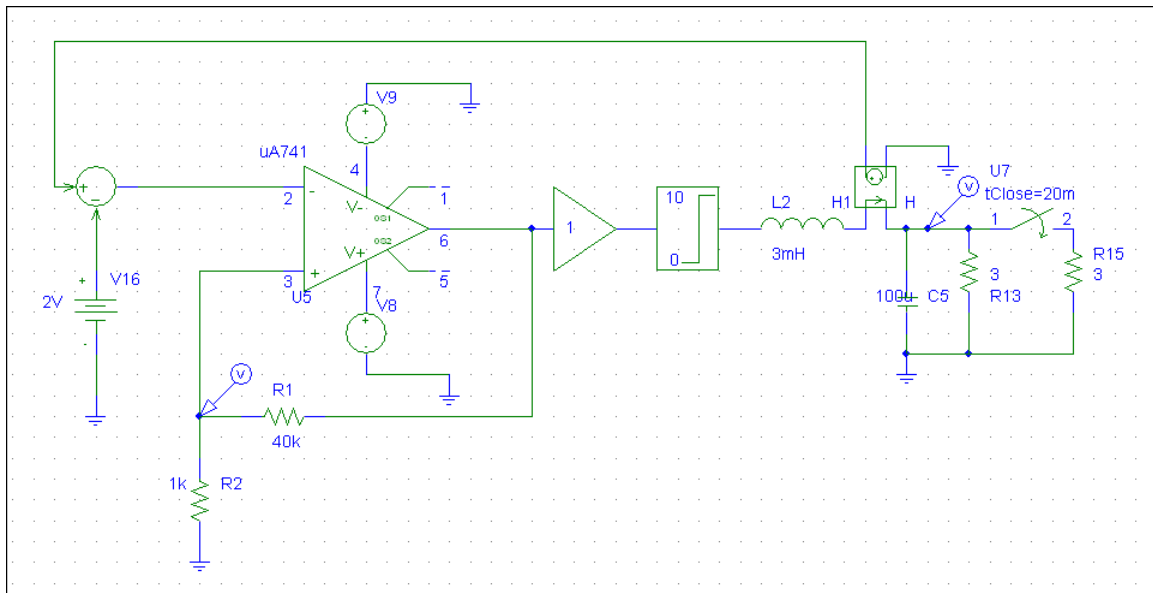 V9
uA741
4
1
2
-
V-
OS1
OS2
V+
6
3
+
5
U5
7
V8
+
-
V16
2V
+
-
R1
40k
1k
R2
1
10
0
L2
3mH
H1
H
U7
tClose=20m
1
2
V
100u
C5
3
R13
R15
3
V